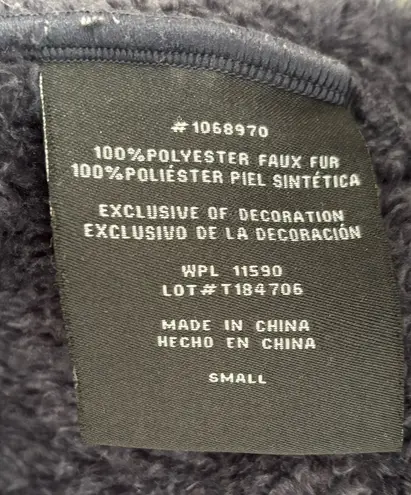 #1068970
100%POLYESTER FAUX FUR
100%POLIÉSTER PIEL SINTÉTICA
EXCLUSIVE OF DECORATION
EXCLUSIVO DE LA DECORACIÓN
WPL 11590
LOT#T184706
MADE IN CHINA
HECHO EN CHINA
SMALL